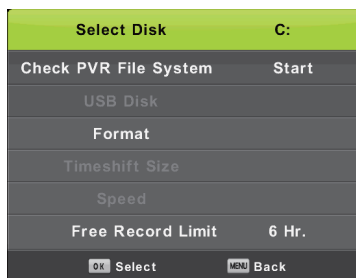 Select Disk C:
Check PVR File System Start
USB Disk
Format
Timeshift Size
Speed
Free Record Limit 6 Hr.
OK Select MENU Back